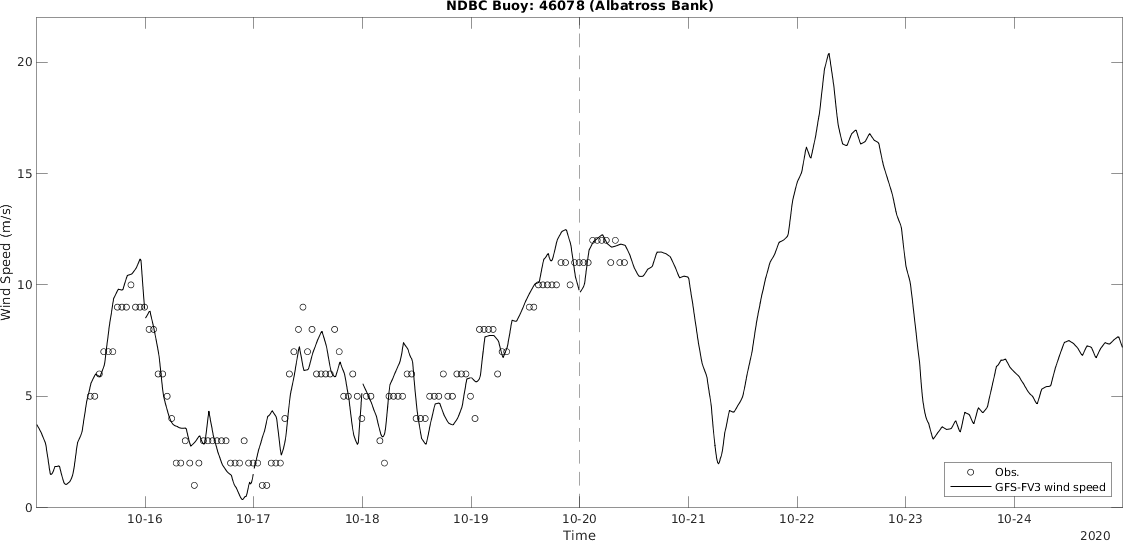 NDBC Buoy: 46078 (Albatross Bank)
Wind Speed (m/s)
20
15
10
5
0
10-16 10-17 10-18 10-19 10-20 10-21 10-22 10-23 10-24
Time
2020
Obs.
GFS-FV3 wind speed